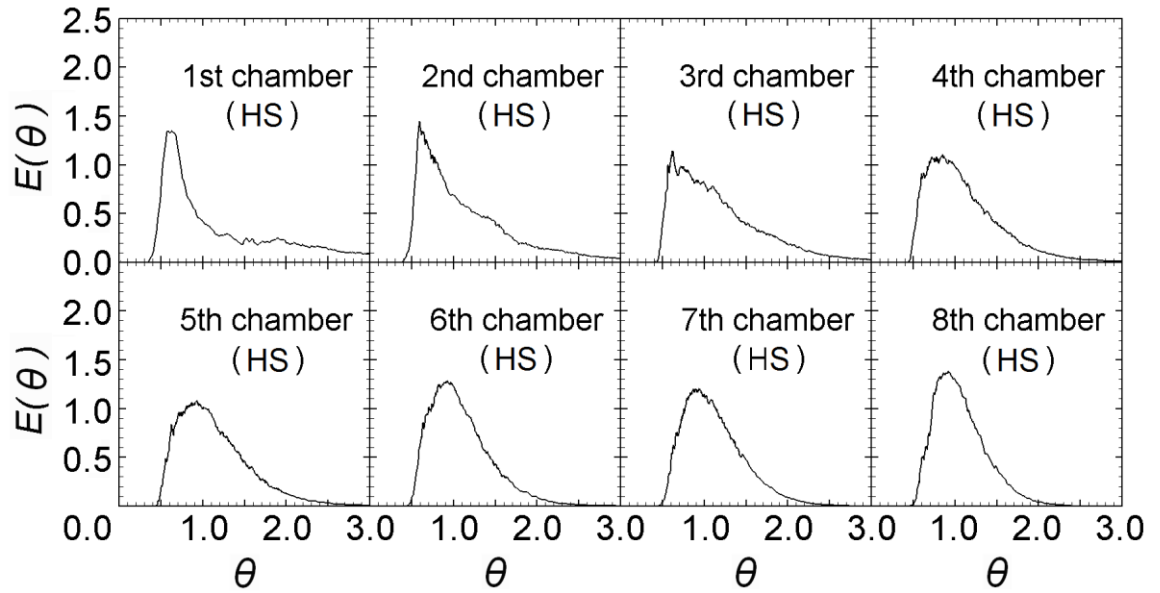 2.5
2.0
1.5
1.0
0.5
0.0
E(θ)
1st chamber
(HS)
2nd chamber
(HS)
3rd chamber
(HS)
4th chamber
(HS)
2.0
1.5
1.0
0.5
0.0
E(θ)
5th chamber
(HS)
6th chamber
(HS)
7th chamber
(HS)
8th chamber
(HS)
1.0 2.0 1.0 2.0 3.0 1.0 2.0 3.0 1.0 2.0 3.0
θ θ θ θ